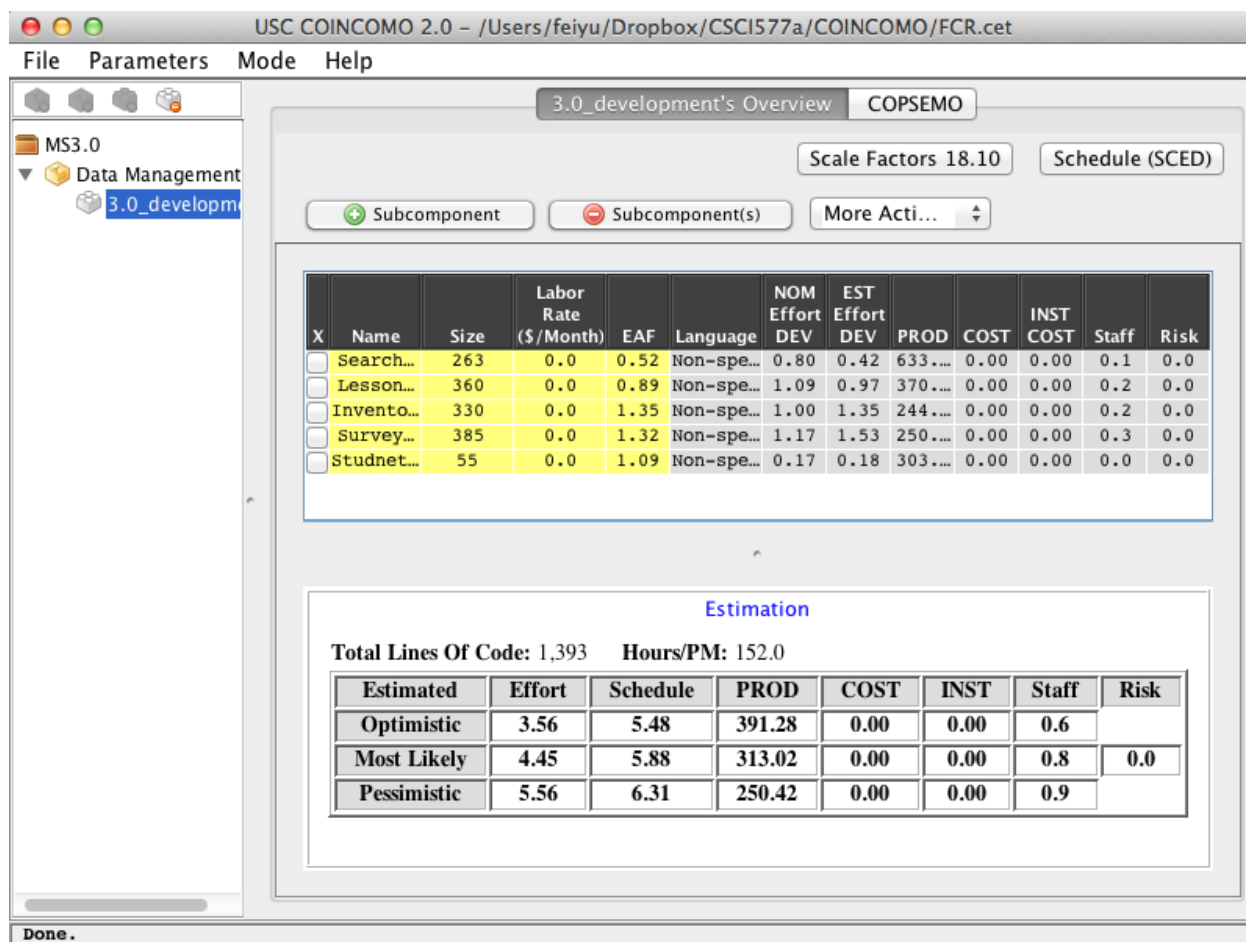 USC COINCOMO 2.0 – /Users/feiyu/Dropbox/CSCI577a/COINCOMO/FCR.cet
File Parameters Mode Help
3.0_development's Overview COPSEMO
MS3.0
Scale Factors 18.10 Schedule (SCED)
Data Management
3.0_developm
Subcomponent Subcomponent(s) More Acti...
X Name Size Labor Rate ($/Month) EAF Language NOM Effort DEV EST Effort DEV PROD COST INST COST Staff Risk
Search… 263 0.0 0.52 Non-spe… 0.80 0.42 633.… 0.00 0.00 0.1 0.0
Lesson… 360 0.0 0.89 Non-spe… 1.09 0.97 370.… 0.00 0.00 0.2 0.0
Invento… 330 0.0 1.35 Non-spe… 1.00 1.35 244.… 0.00 0.00 0.2 0.0
Survey… 385 0.0 1.32 Non-spe… 1.17 1.53 250.… 0.00 0.00 0.3 0.0
Studnet… 55 0.0 1.09 Non-spe… 0.17 0.18 303.… 0.00 0.00 0.0 0.0
Estimation
Total Lines Of Code: 1,393 Hours/PM: 152.0
Estimated Effort Schedule PROD COST INST Staff Risk
Optimistic 3.56 5.48 391.28 0.00 0.00 0.6
Most Likely 4.45 5.88 313.02 0.00 0.00 0.8 0.0
Pessimistic 5.56 6.31 250.42 0.00 0.00 0.9
Done.